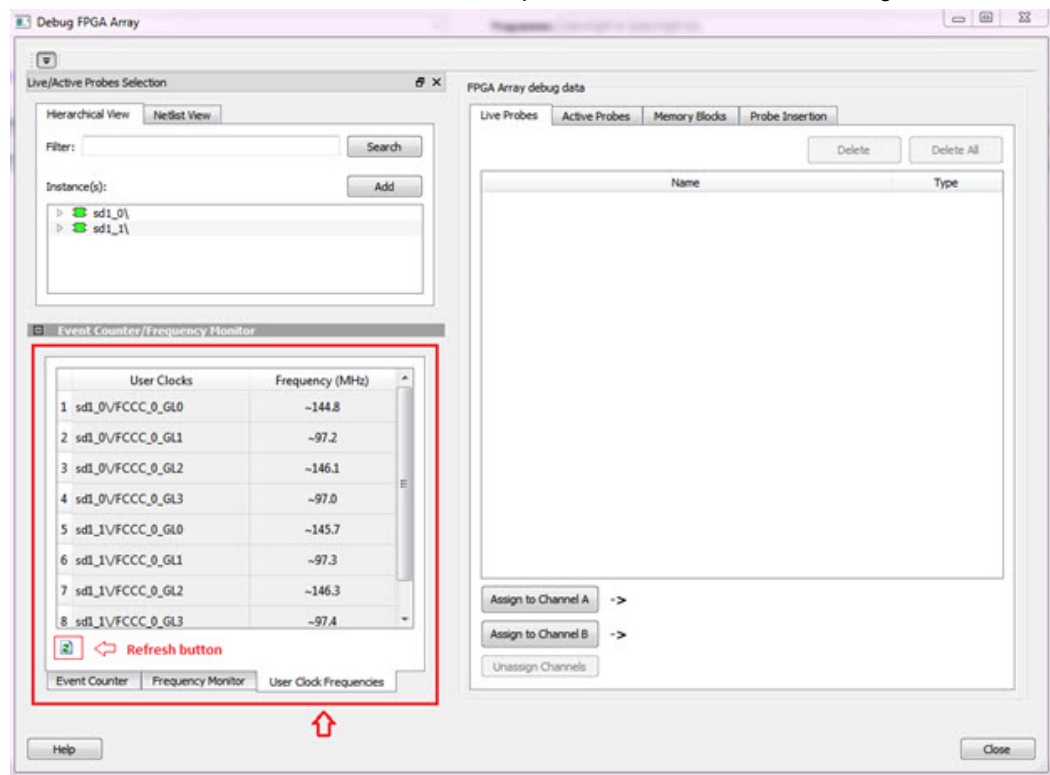 Debug FPGA Array
Live/Active Probes Selection
Hierarchical View Netlist View
Filter: Search
Instance(s): Add
sd1_0\
sd1_1\
Event Counter/Frequency Monitor
User Clocks Frequency (MHz)
1 sd1_0\/FCCC_0_GL0 ~144.8
2 sd1_0\/FCCC_0_GL1 ~97.2
3 sd1_0\/FCCC_0_GL2 ~146.1
4 sd1_0\/FCCC_0_GL3 ~97.0
5 sd1_1\/FCCC_0_GL0 ~145.7
6 sd1_1\/FCCC_0_GL1 ~97.3
7 sd1_1\/FCCC_0_GL2 ~146.3
8 sd1_1\/FCCC_0_GL3 ~97.4
Refresh button
Event Counter Frequency Monitor User Clock Frequencies
FPGA Array debug data
Live Probes Active Probes Memory Blocks Probe Insertion
Delete Delete All
Name Type
Assign to Channel A ->
Assign to Channel B ->
Unassign Channels
Help Close